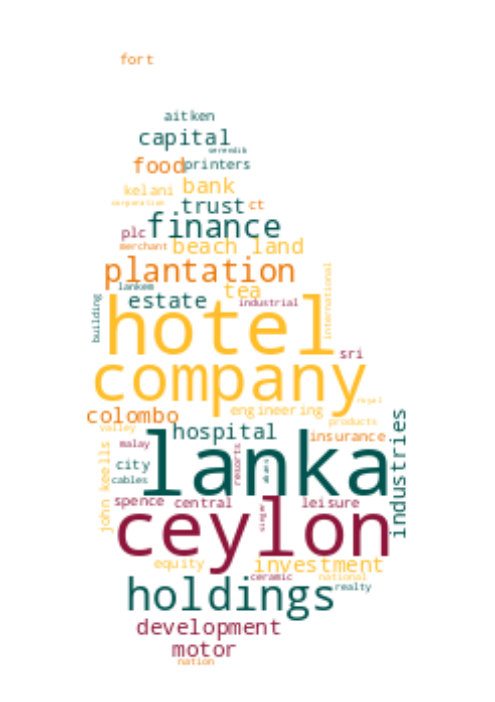 fort
aitken
capital
serendib
food printers
kelani bank
corporation trust ct
plc finance
merchant beach land
plantation
lankem tea
building estate industrial international
hotel
sri
company
royal
colombo engineering
valley hospital products
malay insurance
lanka
city resorts industries
cables
john keells
spence central leisure
singer
ceylon
equity investment
ceramic national
holdings realty
development
motor
nation